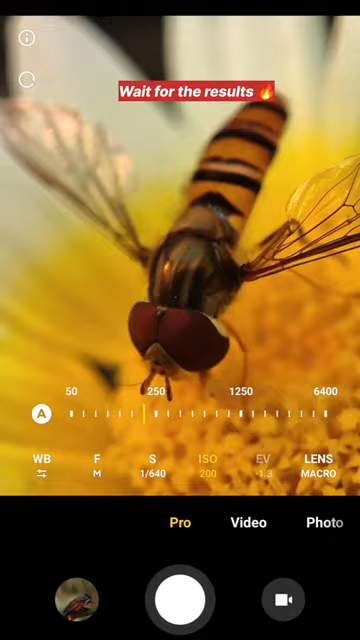 Wait for the results 🔥
50 250 1250 6400
A
WB F S ISO EV LENS
M 1/640 200 -1.3 MACRO
Pro Video Photo